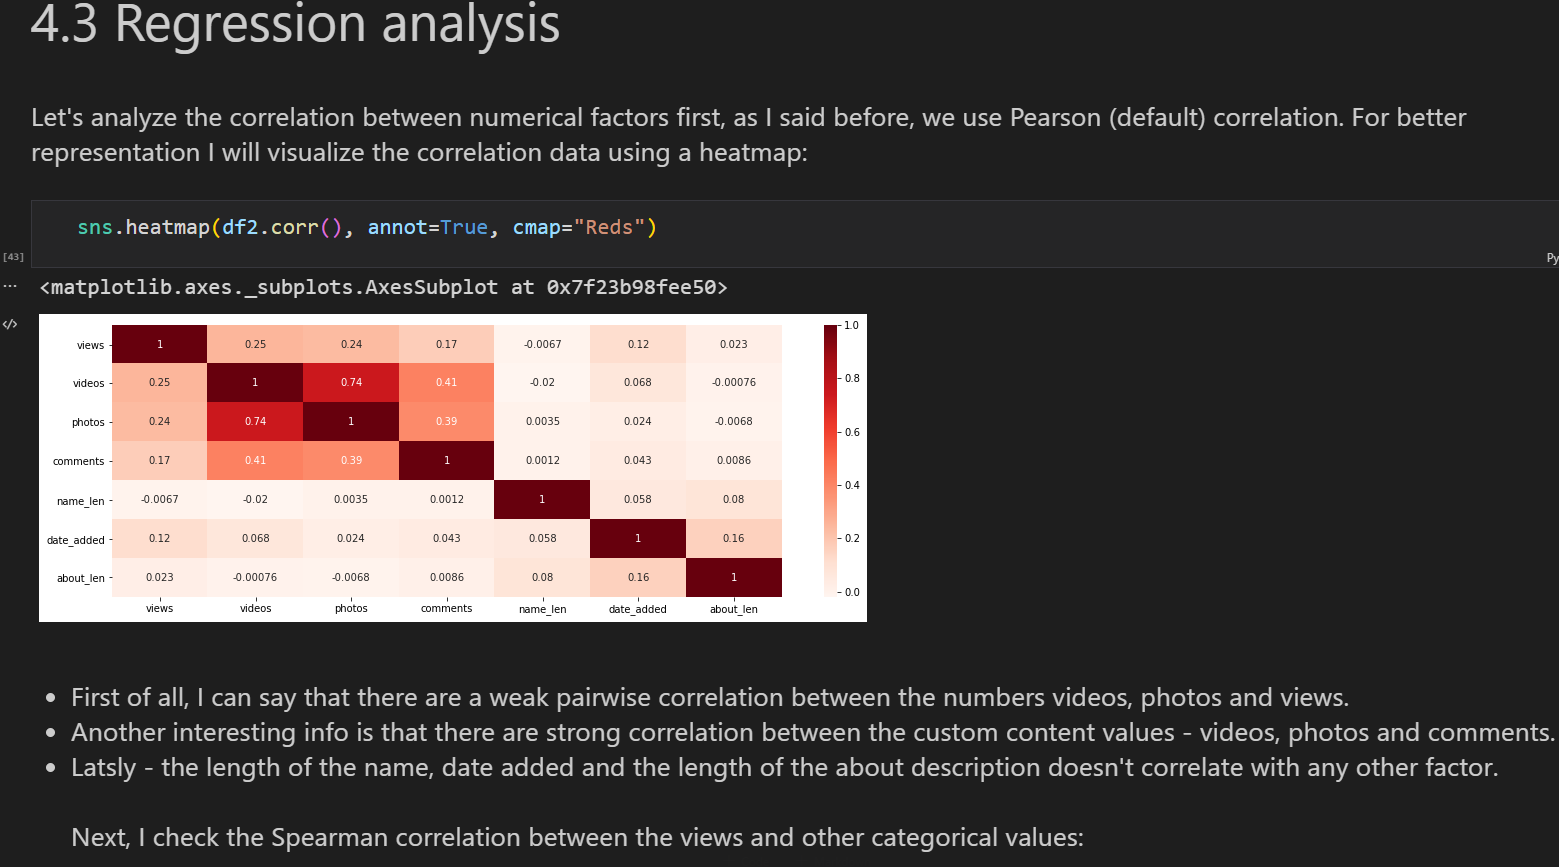 4.3 Regression analysis
Let's analyze the correlation between numerical factors first, as I said before, we use Pearson (default) correlation. For better
representation I will visualize the correlation data using a heatmap:
sns.heatmap(df2.corr(), annot=True, cmap="Reds")
[43]
Py
...
<matplotlib.axes._subplots.AxesSubplot at 0x7f23b98fee50>
</>
views 1 0.25 0.24 0.17 -0.0067 0.12 0.023
videos 0.25 1 0.74 0.41 -0.02 0.068 -0.00076
photos 0.24 0.74 1 0.39 0.0035 0.024 -0.0068
comments 0.17 0.41 0.39 1 0.0012 0.043 0.0086
name_len -0.0067 -0.02 0.0035 0.0012 1 0.058 0.08
date_added 0.12 0.068 0.024 0.043 0.058 1 0.16
about_len 0.023 -0.00076 -0.0068 0.0086 0.08 0.16 1
views videos photos comments name_len date_added about_len
1.0
0.8
0.6
0.4
0.2
0.0
• First of all, I can say that there are a weak pairwise correlation between the numbers videos, photos and views.
• Another interesting info is that there are strong correlation between the custom content values - videos, photos and comments.
• Latsly - the length of the name, date added and the length of the about description doesn't correlate with any other factor.
Next, I check the Spearman correlation between the views and other categorical values: